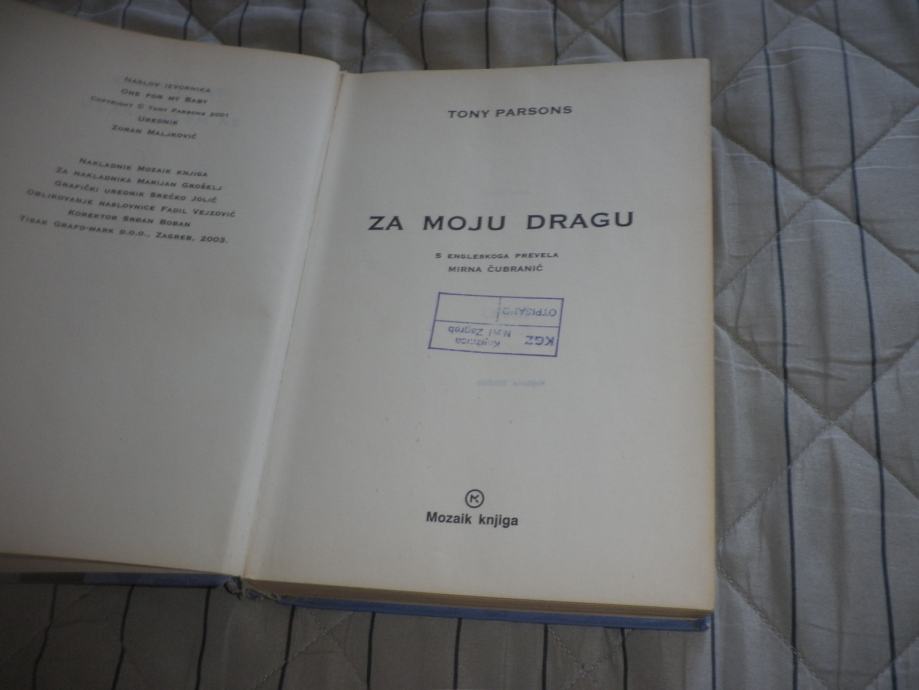 NASLOV IZVORNIKA
ONE FOR MY BABY
COPYRIGHT © TONY PARSONS 2001
UREDNIK
ZORAN MALJKOVIĆ
NAKLADNIK MOZAIK KNJIGA
ZA NAKLADNIKA MARIJAN GROŠELJ
GRAFIČKI UREDNIK SREĆKO JOLIĆ
OBLIKOVANJE NASLOVNICE FADIL VEJZOVIĆ
KOREKTOR SRĐAN BOBAN
TISAK GRAFO-MARK D.O.O., ZAGREB, 2003.
TONY PARSONS
ZA MOJU DRAGU
S ENGLESKOGA PREVELA
MIRNA ČUBRANIĆ
KGZ Knjižnica
Novi Zagreb
OTPISANO
Mozaik knjiga